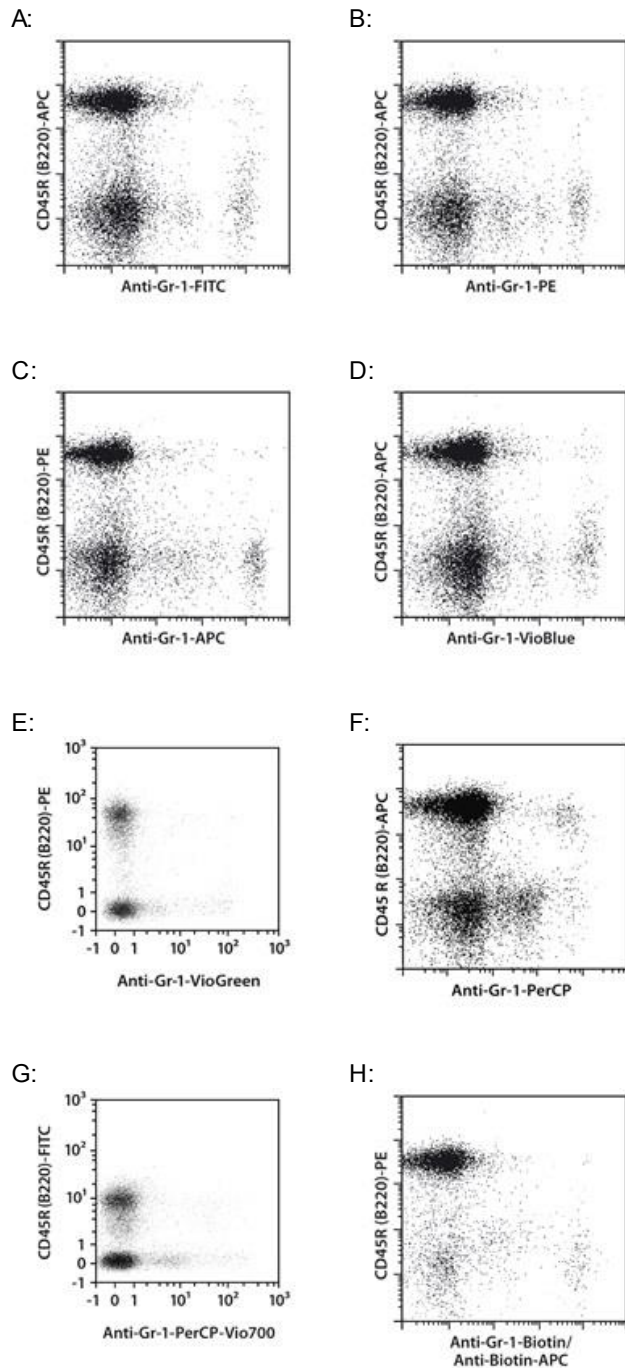 A:
B:
CD45R (B220)-APC
Anti-Gr-1-FITC
CD45R (B220)-APC
Anti-Gr-1-PE
C:
D:
CD45R (B220)-PE
Anti-Gr-1-APC
CD45R (B220)-APC
Anti-Gr-1-VioBlue
E:
F:
CD45R (B220)-PE
10³
10²
10¹
1
0
-1
-1 0 1 10¹ 10² 10³
Anti-Gr-1-VioGreen
CD45 R (B220)-APC
Anti-Gr-1-PerCP
G:
H:
CD45R (B220)-FITC
10³
10²
10¹
1
0
-1
-1 0 1 10¹ 10² 10³
Anti-Gr-1-PerCP-Vio700
CD45R (B220)-PE
Anti-Gr-1-Biotin/
Anti-Biotin-APC